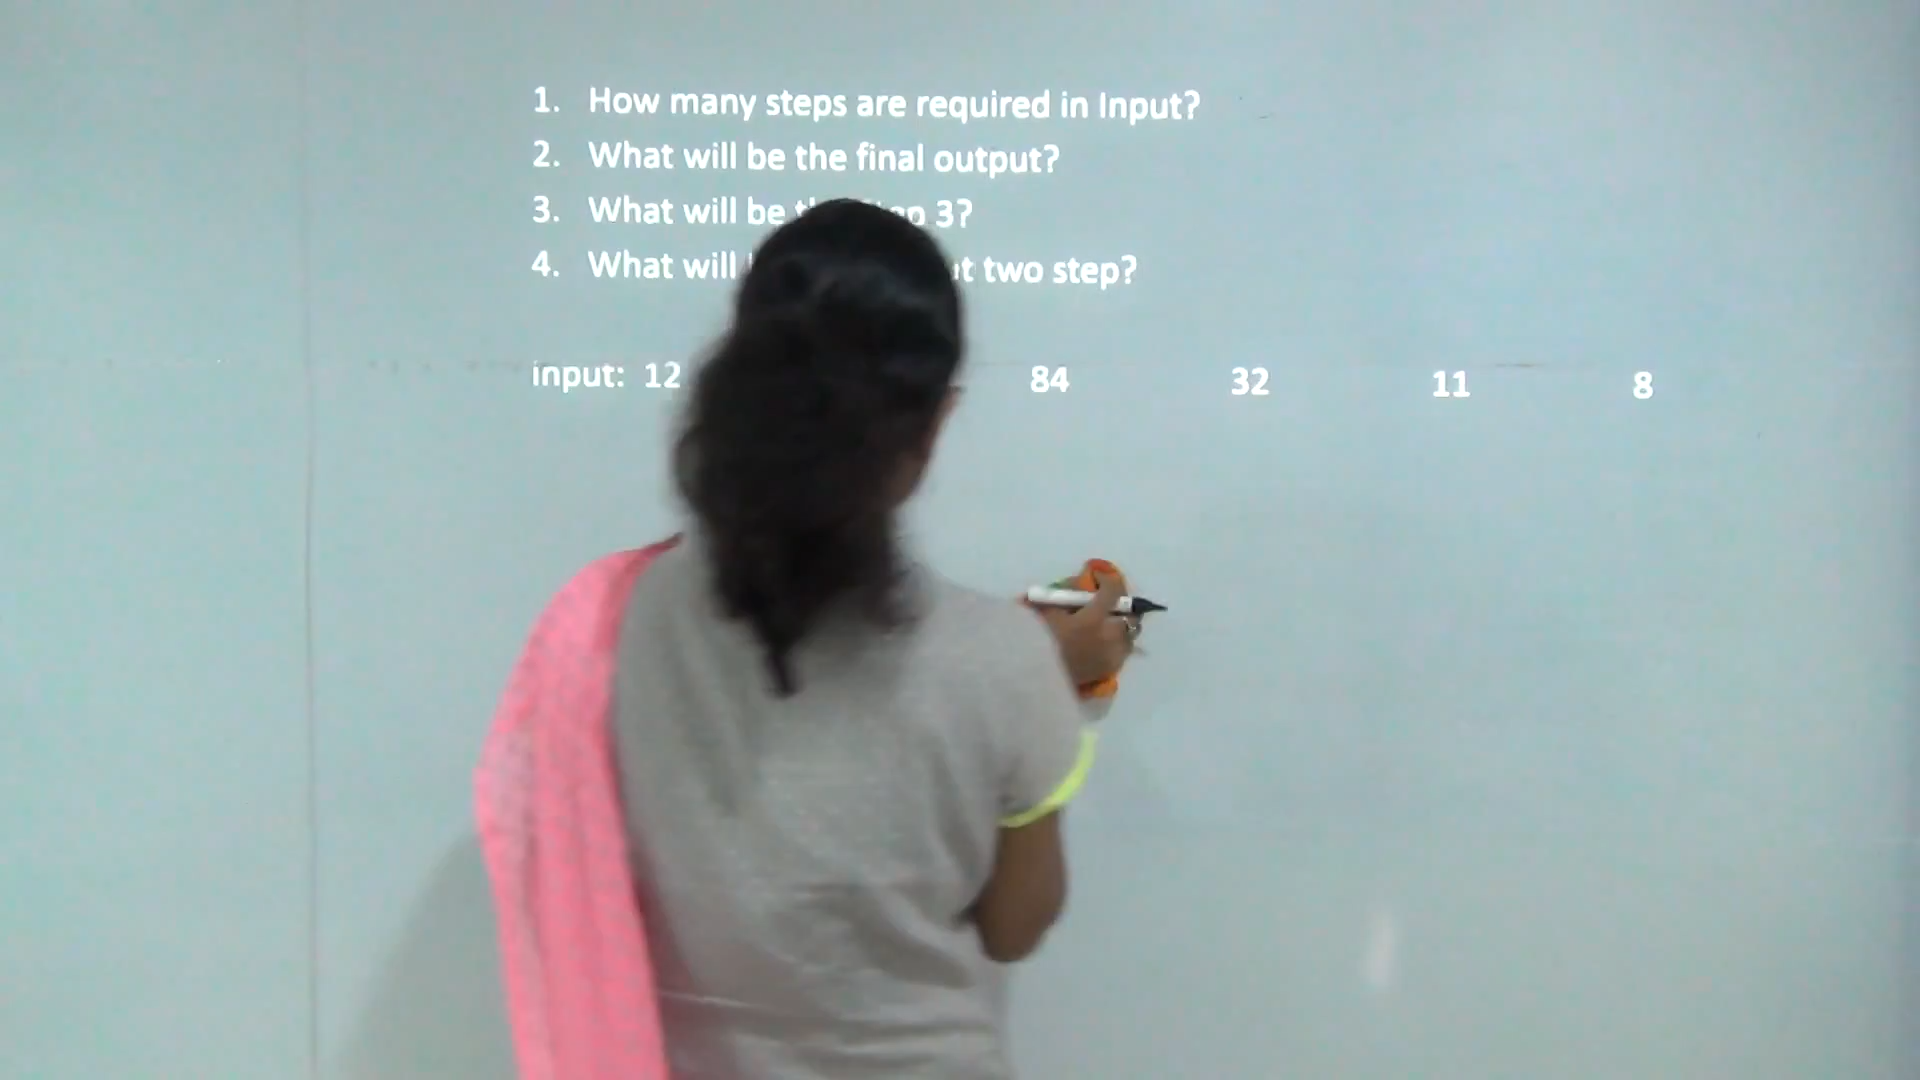 1. How many steps are required in Input?
2. What will be the final output?
3. What will be 3?
4. What will two step?
input: 12 84 32 11 8